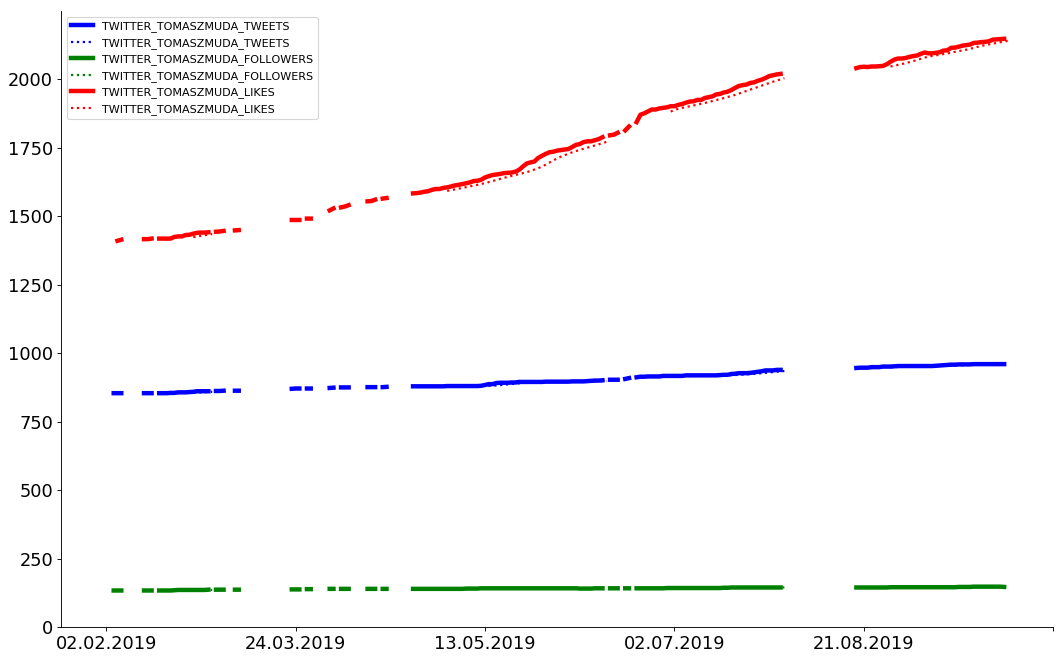 TWITTER_TOMASZMUDA_TWEETS
TWITTER_TOMASZMUDA_TWEETS
TWITTER_TOMASZMUDA_FOLLOWERS
TWITTER_TOMASZMUDA_FOLLOWERS
TWITTER_TOMASZMUDA_LIKES
TWITTER_TOMASZMUDA_LIKES
2000
1750
1500
1250
1000
750
500
250
0
02.02.2019 24.03.2019 13.05.2019 02.07.2019 21.08.2019